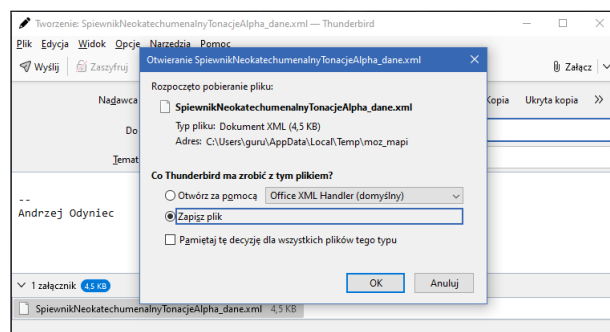 Tworzenie: SpiewnikNeokatechumenalnyTonacjeAlpha_dane.xml — Thunderbird
Plik Edycja Widok Opcje Narzędzia Pomoc
Wyślij Zaszyfruj Załącz
Nadawca Kopia Ukryta kopia
Do
Temat
Otwieranie SpiewnikNeokatechumenalnyTonacjeAlpha_dane.xml
Rozpoczęto pobieranie pliku:
SpiewnikNeokatechumenalnyTonacjeAlpha_dane.xml
Typ pliku: Dokument XML (4,5 KB)
Adres: C:\Users\guru\AppData\Local\Temp\moz_mapi
Co Thunderbird ma zrobić z tym plikiem?
Otwórz za pomocą Office XML Handler (domyślny)
Zapisz plik
Pamiętaj tę decyzję dla wszystkich plików tego typu
OK Anuluj
--
Andrzej Odyniec
1 załącznik 4,5 KB
SpiewnikNeokatechumenalnyTonacjeAlpha_dane.xml 4,5 KB